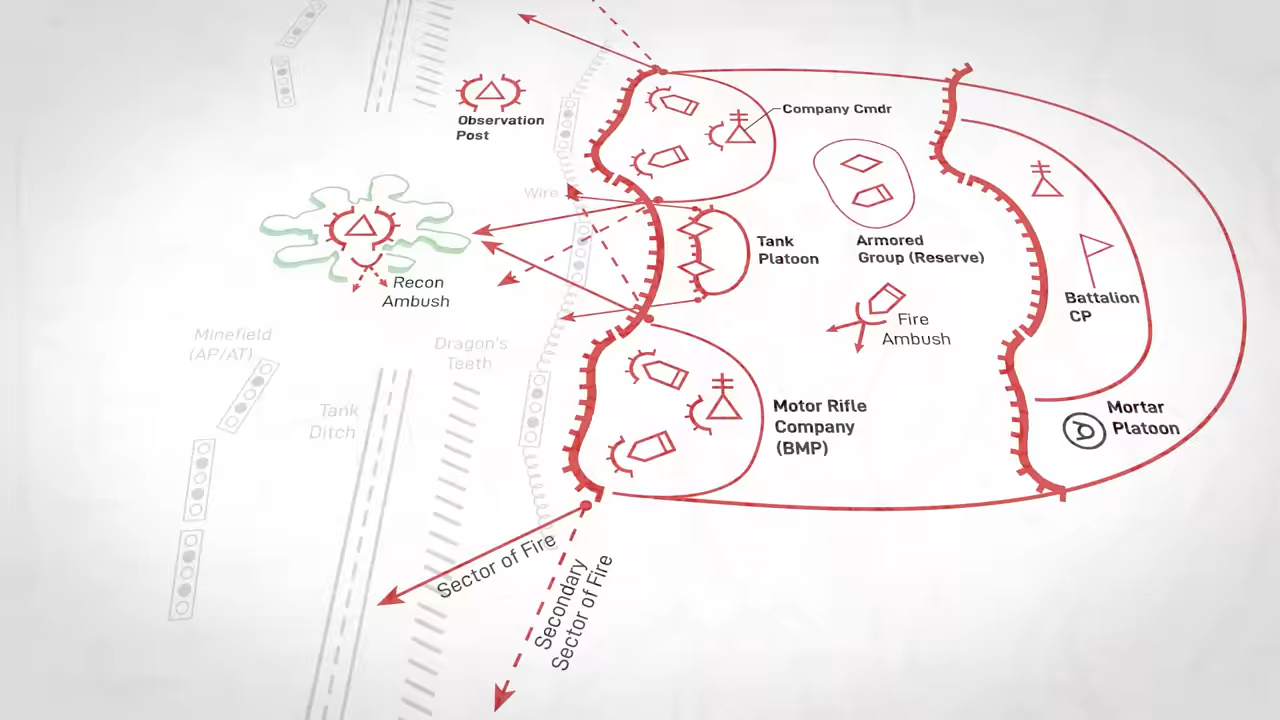 Observation
Post
Company Cmdr
Wire
Tank
Platoon
Armored
Group (Reserve)
Recon
Ambush
Battalion
CP
Fire
Ambush
Minefield
(AP/AT)
Dragon's
Teeth
Tank
Ditch
Motor Rifle
Company
(BMP)
Mortar
Platoon
Sector of Fire
Secondary
Sector of Fire